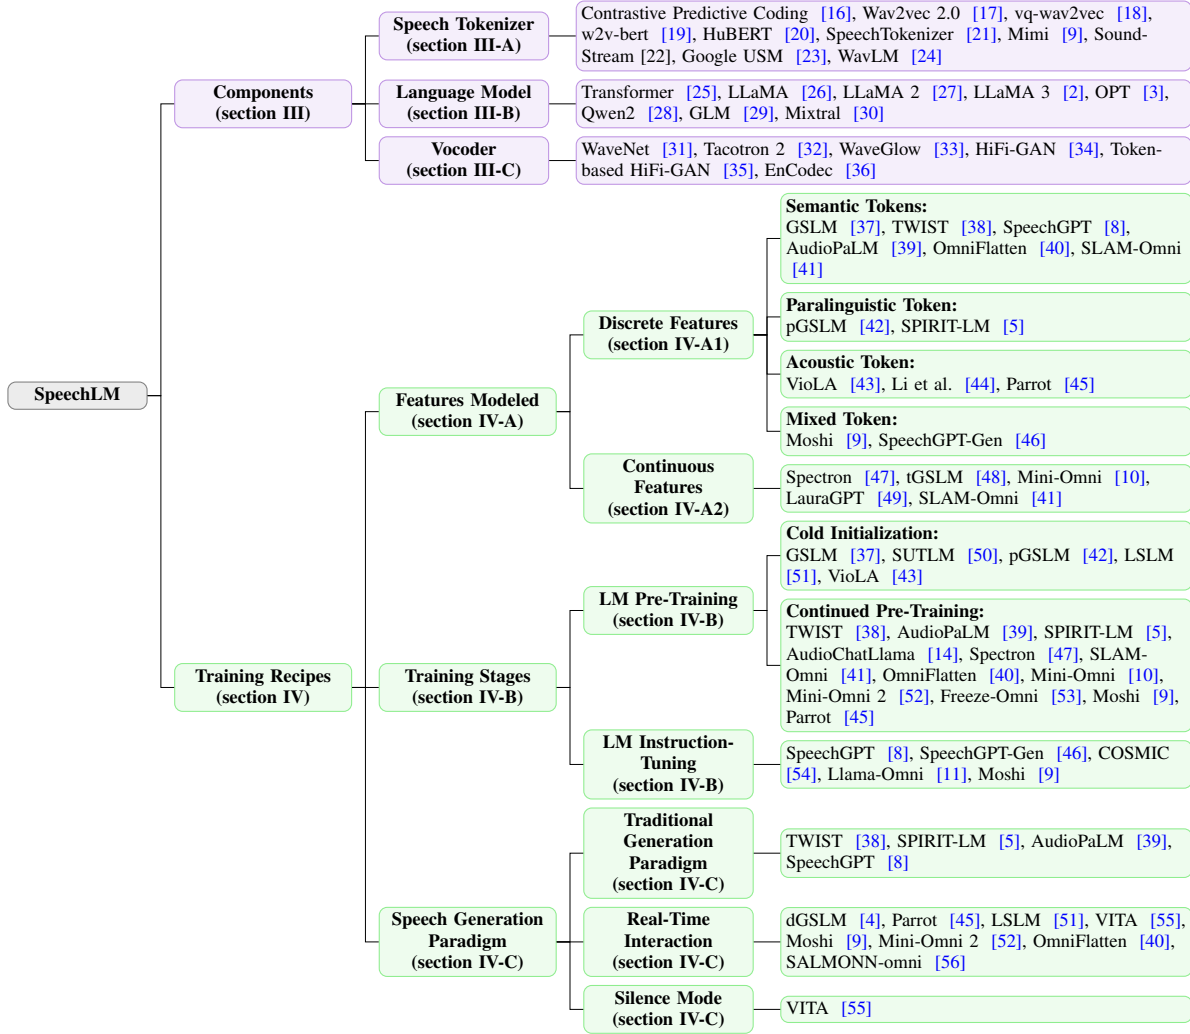 Speech Tokenizer
(section III-A)
Contrastive Predictive Coding [16], Wav2vec 2.0 [17], vq-wav2vec [18],
w2v-bert [19], HuBERT [20], SpeechTokenizer [21], Mimi [9], Sound-
Stream [22], Google USM [23], WavLM [24]
Components
(section III)
Language Model
(section III-B)
Transformer [25], LLaMA [26], LLaMA 2 [27], LLaMA 3 [2], OPT [3],
Qwen2 [28], GLM [29], Mixtral [30]
Vocoder
(section III-C)
WaveNet [31], Tacotron 2 [32], WaveGlow [33], HiFi-GAN [34], Token-
based HiFi-GAN [35], EnCodec [36]
SpeechLM
Training Recipes
(section IV)
Features Modeled
(section IV-A)
Discrete Features
(section IV-A1)
Semantic Tokens:
GSLM [37], TWIST [38], SpeechGPT [8],
AudioPaLM [39], OmniFlatten [40], SLAM-Omni
[41]
Paralinguistic Token:
pGSLM [42], SPIRIT-LM [5]
Acoustic Token:
VioLA [43], Li et al. [44], Parrot [45]
Mixed Token:
Moshi [9], SpeechGPT-Gen [46]
Continuous
Features
(section IV-A2)
Spectron [47], tGSLM [48], Mini-Omni [10],
LauraGPT [49], SLAM-Omni [41]
Training Stages
(section IV-B)
LM Pre-Training
(section IV-B)
Cold Initialization:
GSLM [37], SUTLM [50], pGSLM [42], LSLM
[51], VioLA [43]
Continued Pre-Training:
TWIST [38], AudioPaLM [39], SPIRIT-LM [5],
AudioChatLlama [14], Spectron [47], SLAM-
Omni [41], OmniFlatten [40], Mini-Omni [10],
Mini-Omni 2 [52], Freeze-Omni [53], Moshi [9],
Parrot [45]
LM Instruction-
Tuning
(section IV-B)
SpeechGPT [8], SpeechGPT-Gen [46], COSMIC
[54], Llama-Omni [11], Moshi [9]
Speech Generation
Paradigm
(section IV-C)
Traditional
Generation
Paradigm
(section IV-C)
TWIST [38], SPIRIT-LM [5], AudioPaLM [39],
SpeechGPT [8]
Real-Time
Interaction
(section IV-C)
dGSLM [4], Parrot [45], LSLM [51], VITA [55],
Moshi [9], Mini-Omni 2 [52], OmniFlatten [40],
SALMONN-omni [56]
Silence Mode
(section IV-C)
VITA [55]